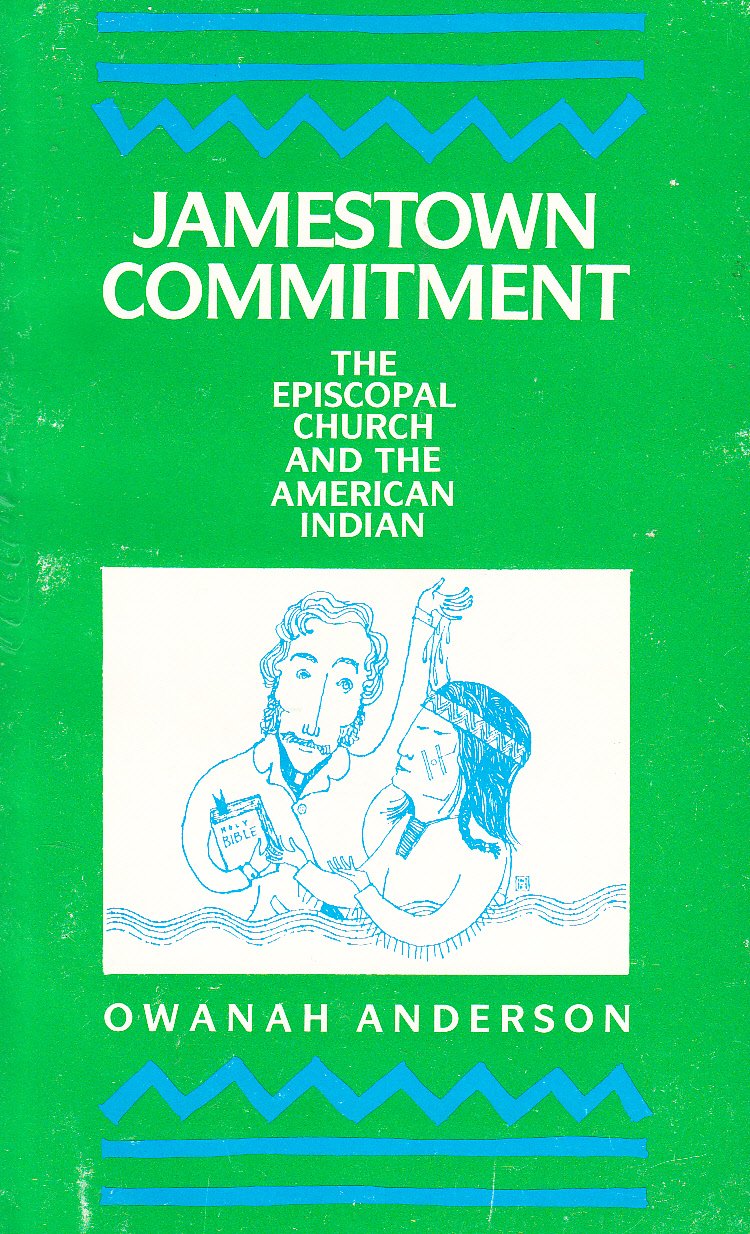 JAMESTOWN
COMMITMENT
THE
EPISCOPAL
CHURCH
AND THE
AMERICAN
INDIAN
HOLY
BIBLE
OWANAH ANDERSON